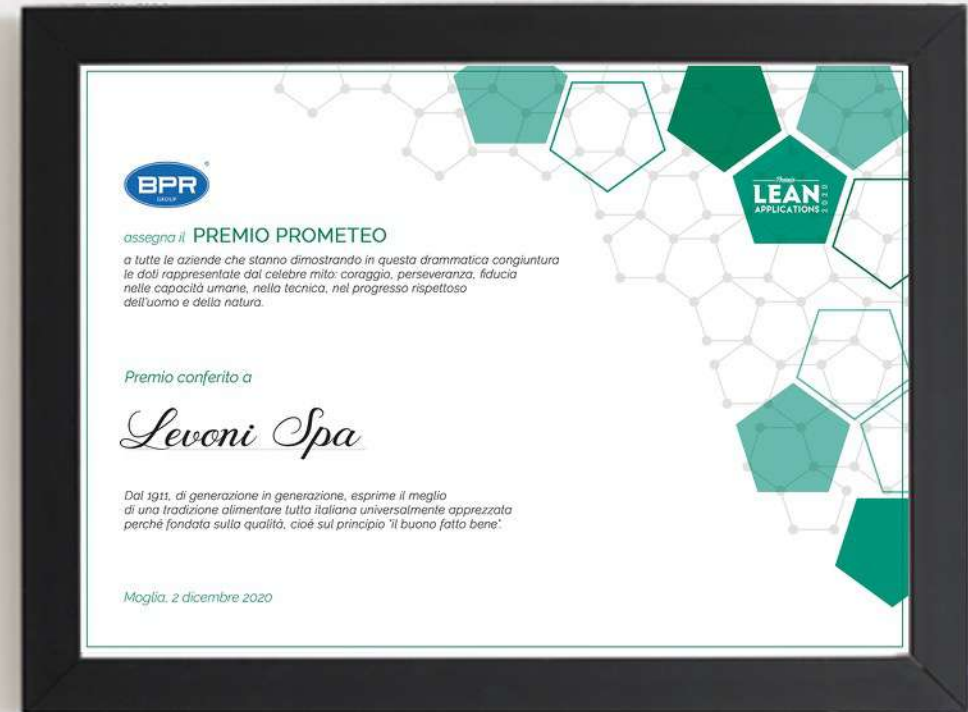 BPR
GROUP
®
assegna il PREMIO PROMETEO
a tutte le aziende che stanno dimostrando in questa drammatica congiuntura
le doti rappresentate dal celebre mito: coraggio, perseveranza, fiducia
nelle capacità umane, nella tecnica, nel progresso rispettoso
dell'uomo e della natura.
LEAN
APPLICATIONS
2020
Premio conferito a
Levoni Spa
Dal 1911, di generazione in generazione, esprime il meglio
di una tradizione alimentare tutta italiana universalmente apprezzata
perché fondata sulla qualità, cioè sul principio "il buono fatto bene".
Moglia, 2 dicembre 2020